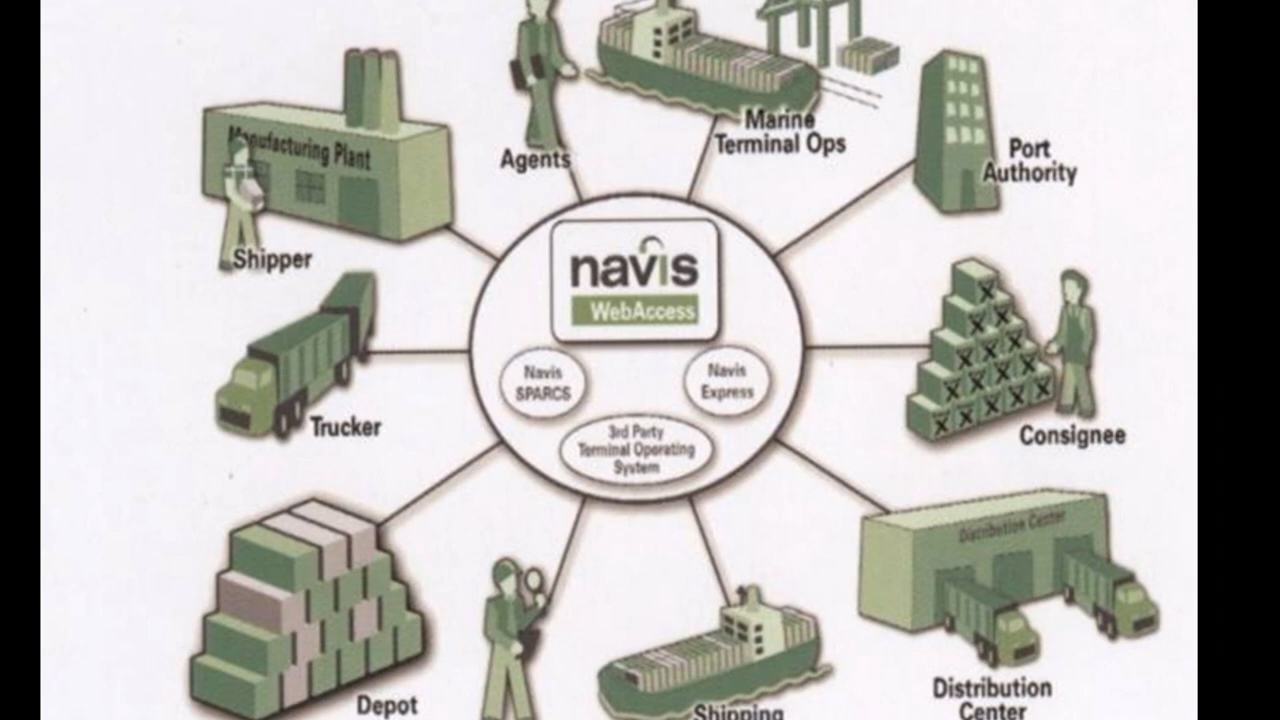 Agents
Marine
Terminal Ops
Port
Authority
Manufacturing Plant
Shipper
navis
WebAccess
Navis
SPARCS
Navis
Express
3rd Party
Terminal Operating
System
Trucker
Consignee
Distribution Center
Depot
Shipping
Distribution
Center